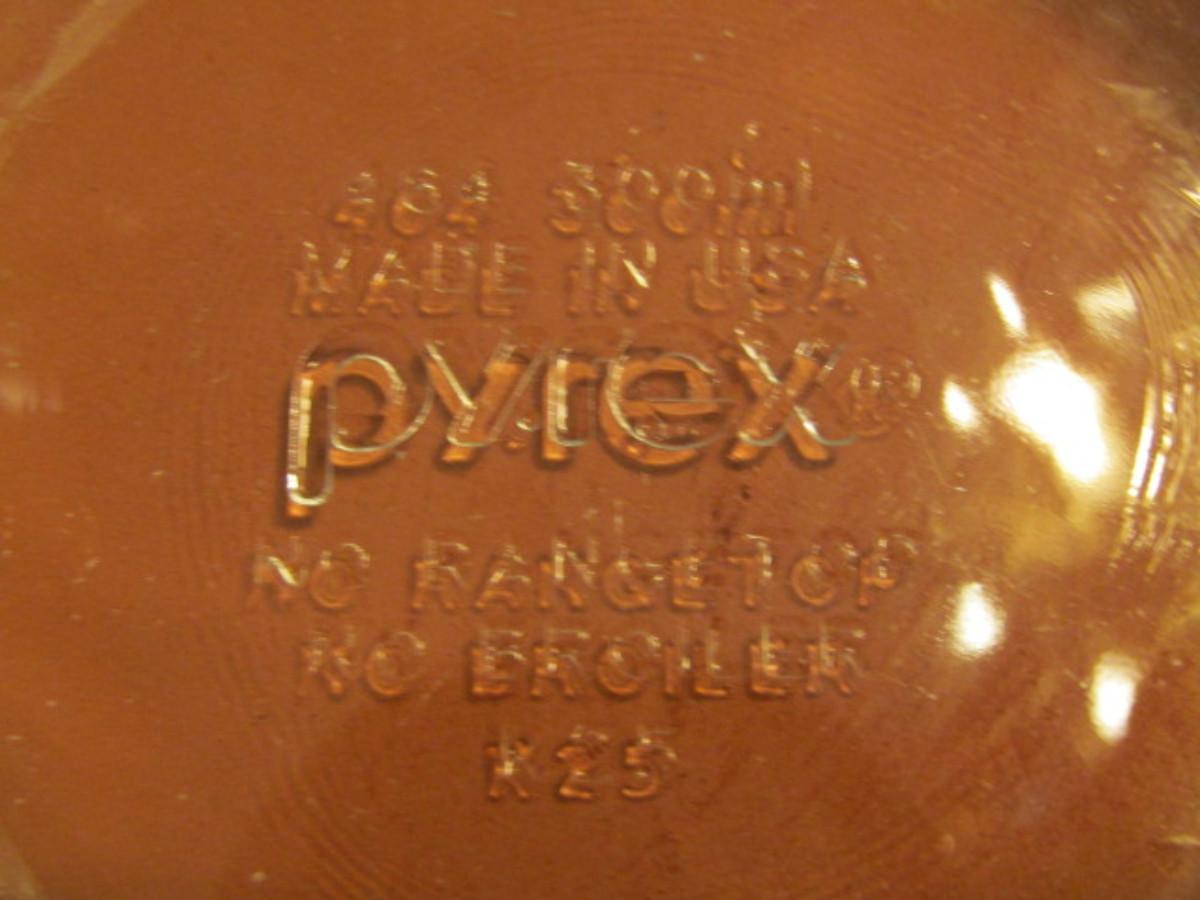 464 300ml
MADE IN USA
pyrex®
NO RANGETOP
NO BROILER
K25